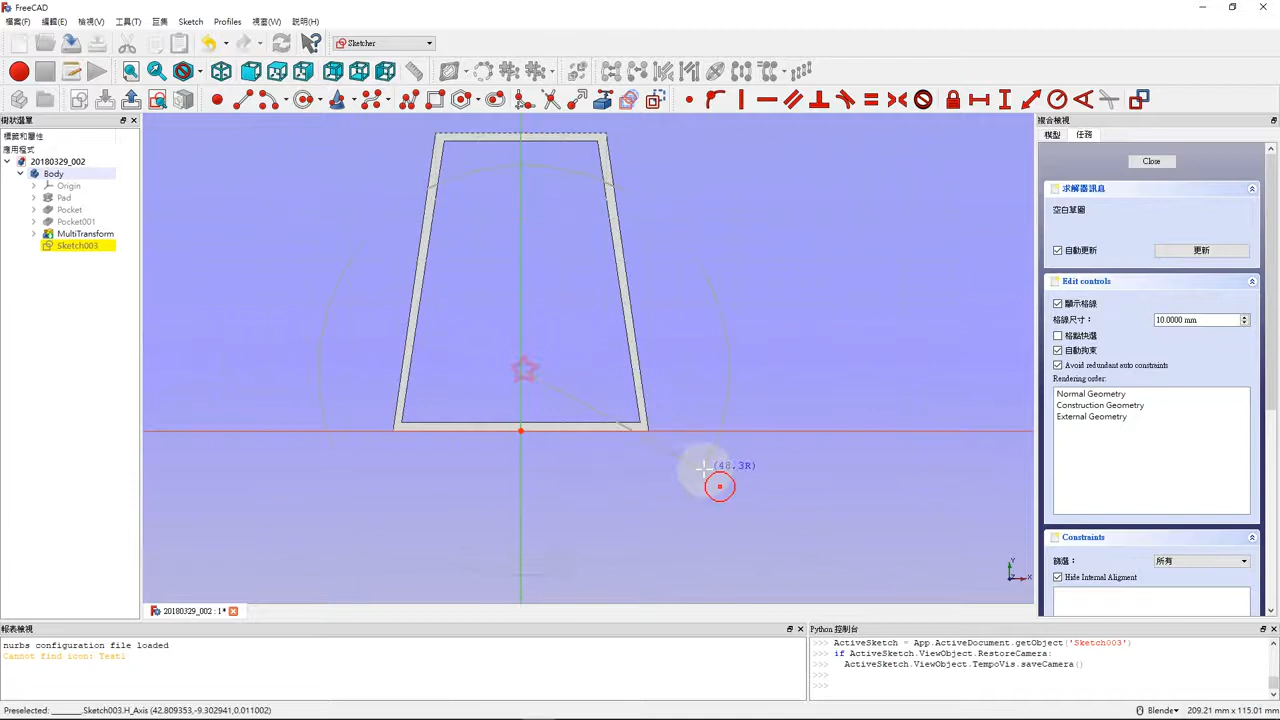 FreeCAD
檔案(F) 編輯(E) 檢視(V) 工具(T) 巨集 Sketch Profiles 視窗(W) 說明(H)
Sketcher
樹狀選單
標籤和屬性
應用程式
20180329_002
Body
Origin
Pad
Pocket
Pocket001
MultiTransform
Sketch003
(48.3R)
Y
Z
X
複合檢視
模型 任務
Close
求解器訊息
空白草圖
自動更新 更新
Edit controls
顯示格線
格線尺寸： 10.0000 mm
格點快選
自動拘束
Avoid redundant auto constraints
Rendering order:
Normal Geometry
Construction Geometry
External Geometry
Constraints
篩選： 所有
Hide Internal Alignment
20180329_002 : 1*
報表檢視
nurbs configuration file loaded
Cannot find icon: Test1
Python 控制台
>>> ActiveSketch = App.ActiveDocument.getObject('Sketch003')
>>> if ActiveSketch.ViewObject.RestoreCamera:
>>>   ActiveSketch.ViewObject.TempoVis.saveCamera()
>>>
>>>
Preselected: ______.Sketch003.H_Axis (42.809353,-9.302941,0.011002)
Blende 209.21 mm x 115.01 mm